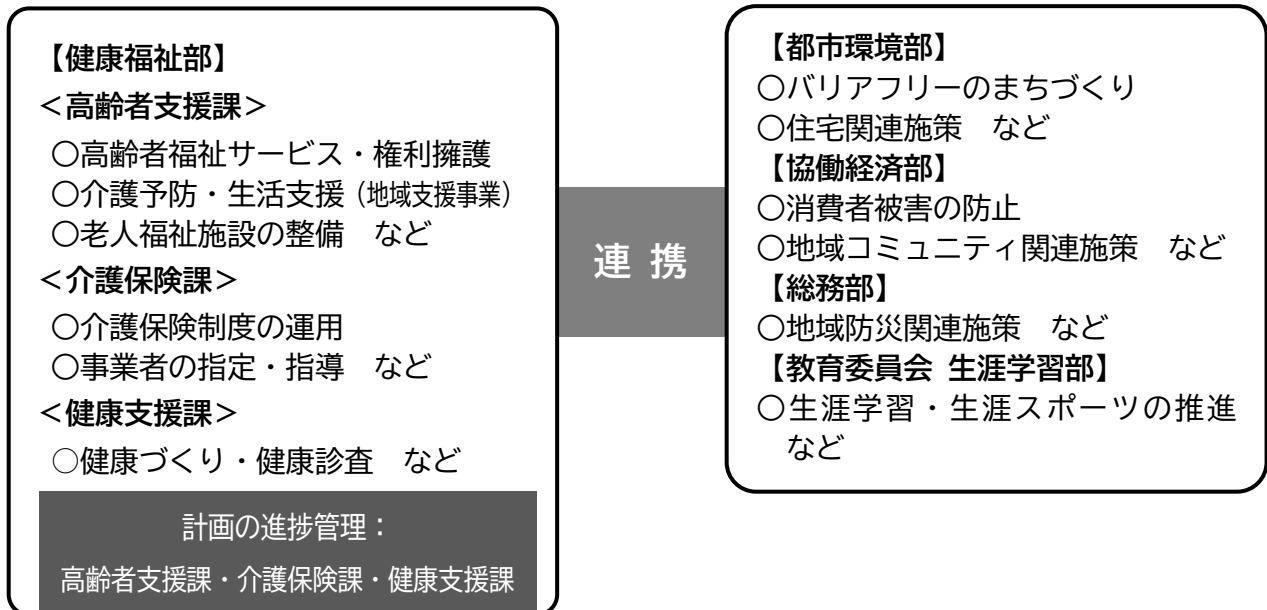 【健康福祉部】
＜高齢者支援課＞
○高齢者福祉サービス・権利擁護
○介護予防・生活支援（地域支援事業）
○老人福祉施設の整備　など
＜介護保険課＞
○介護保険制度の運用
○事業者の指定・指導　など
＜健康支援課＞
○健康づくり・健康診査　など
計画の進捗管理：
高齢者支援課・介護保険課・健康支援課
連 携
【都市環境部】
○バリアフリーのまちづくり
○住宅関連施策　など
【協働経済部】
○消費者被害の防止
○地域コミュニティ関連施策　など
【総務部】
○地域防災関連施策　など
【教育委員会 生涯学習部】
○生涯学習・生涯スポーツの推進
など